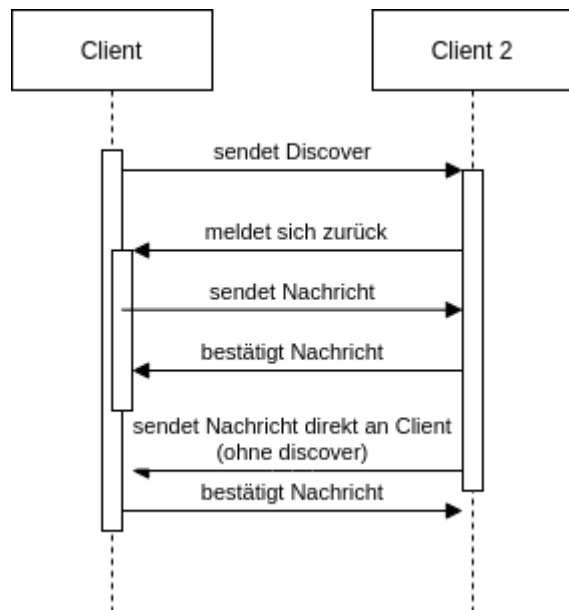 Client
Client 2
sendet Discover
meldet sich zurück
sendet Nachricht
bestätigt Nachricht
sendet Nachricht direkt an Client
(ohne discover)
bestätigt Nachricht